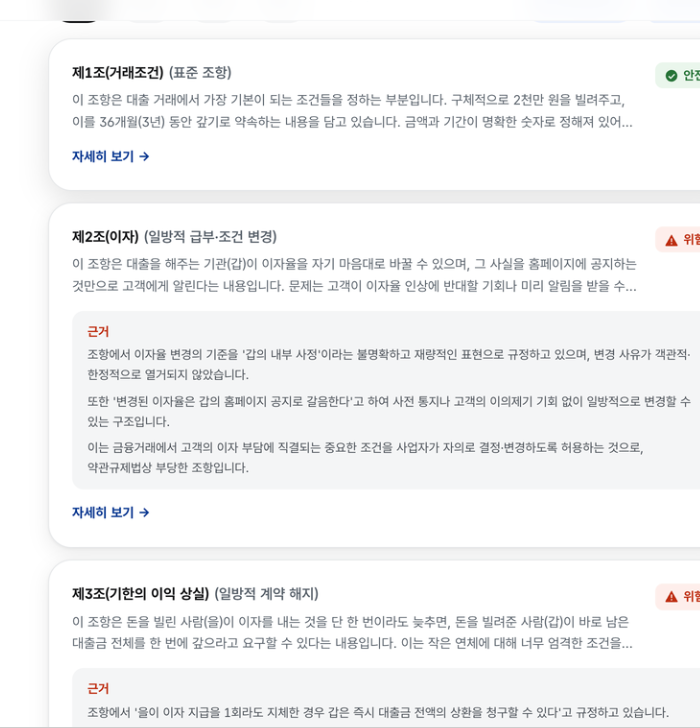 제1조(거래조건) (표준 조항)
안전
이 조항은 대출 거래에서 가장 기본이 되는 조건들을 정하는 부분입니다. 구체적으로 2천만 원을 빌려주고,
이를 36개월(3년) 동안 갚기로 약속하는 내용을 담고 있습니다. 금액과 기간이 명확한 숫자로 정해져 있어...
자세히 보기 →
제2조(이자) (일방적 급부·조건 변경)
위험
이 조항은 대출을 해주는 기관(갑)이 이자율을 자기 마음대로 바꿀 수 있으며, 그 사실을 홈페이지에 공지하는
것만으로 고객에게 알린다는 내용입니다. 문제는 고객이 이자율 인상에 반대할 기회나 미리 알림을 받을 수...
근거
조항에서 이자율 변경의 기준을 '갑의 내부 사정'이라는 불명확하고 재량적인 표현으로 규정하고 있으며, 변경 사유가 객관적·
한정적으로 열거되지 않았습니다.
또한 '변경된 이자율은 갑의 홈페이지 공지로 갈음한다'고 하여 사전 통지나 고객의 이의제기 기회 없이 일방적으로 변경할 수
있는 구조입니다.
이는 금융거래에서 고객의 이자 부담에 직결되는 중요한 조건을 사업자가 자의로 결정·변경하도록 허용하는 것으로,
약관규제법상 부당한 조항입니다.
자세히 보기 →
제3조(기한의 이익 상실) (일방적 계약 해지)
위험
이 조항은 돈을 빌린 사람(을)이 이자를 내는 것을 단 한 번이라도 늦추면, 돈을 빌려준 사람(갑)이 바로 남은
대출금 전체를 한 번에 갚으라고 요구할 수 있다는 내용입니다. 이는 작은 연체에 대해 너무 엄격한 조건을...
근거
조항에서 '을이 이자 지급을 1회라도 지체한 경우 갑은 즉시 대출금 전액의 상환을 청구할 수 있다'고 규정하고 있습니다.